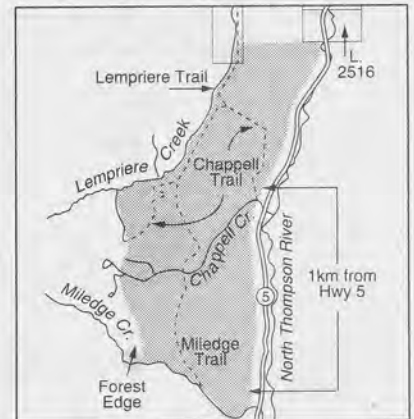 L.
2516
Lempriere Trail
Lempriere Creek
Chappell
Trail
Chappell Cr.
North Thompson River
1km from
Hwy 5
5
Miledge Cr.
Miledge
Trail
Forest
Edge